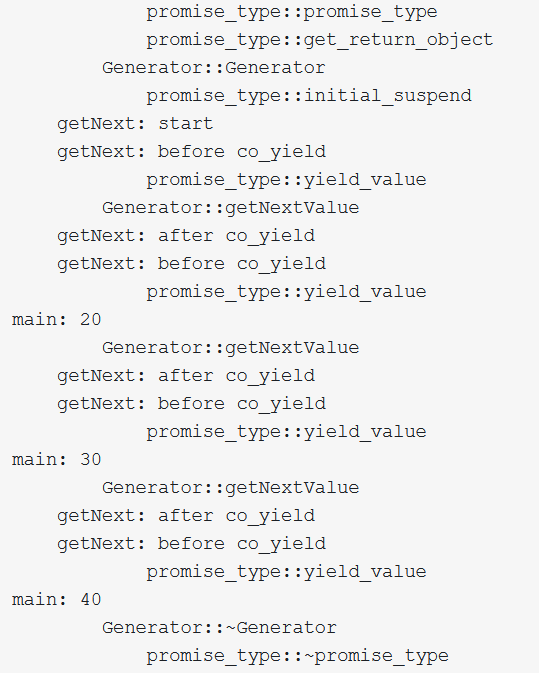 promise_type::promise_type
promise_type::get_return_object
Generator::Generator
promise_type::initial_suspend
getNext: start
getNext: before co_yield
promise_type::yield_value
Generator::getNextValue
getNext: after co_yield
getNext: before co_yield
promise_type::yield_value
main: 20
Generator::getNextValue
getNext: after co_yield
getNext: before co_yield
promise_type::yield_value
main: 30
Generator::getNextValue
getNext: after co_yield
getNext: before co_yield
promise_type::yield_value
main: 40
Generator::~Generator
promise_type::~promise_type